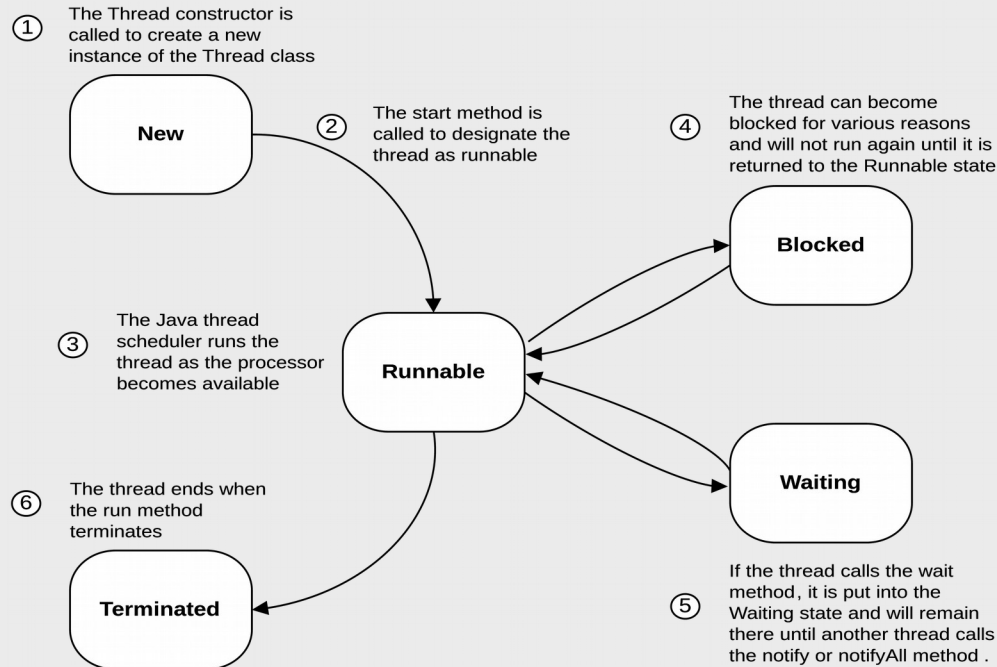 1
The Thread constructor is
called to create a new
instance of the Thread class
New
2
The start method is
called to designate the
thread as runnable
3
The Java thread
scheduler runs the
thread as the processor
becomes available
Runnable
4
The thread can become
blocked for various reasons
and will not run again until it is
returned to the Runnable state
Blocked
Waiting
5
If the thread calls the wait
method, it is put into the
Waiting state and will remain
there until another thread calls
the notify or notifyAll method .
6
The thread ends when
the run method
terminates
Terminated